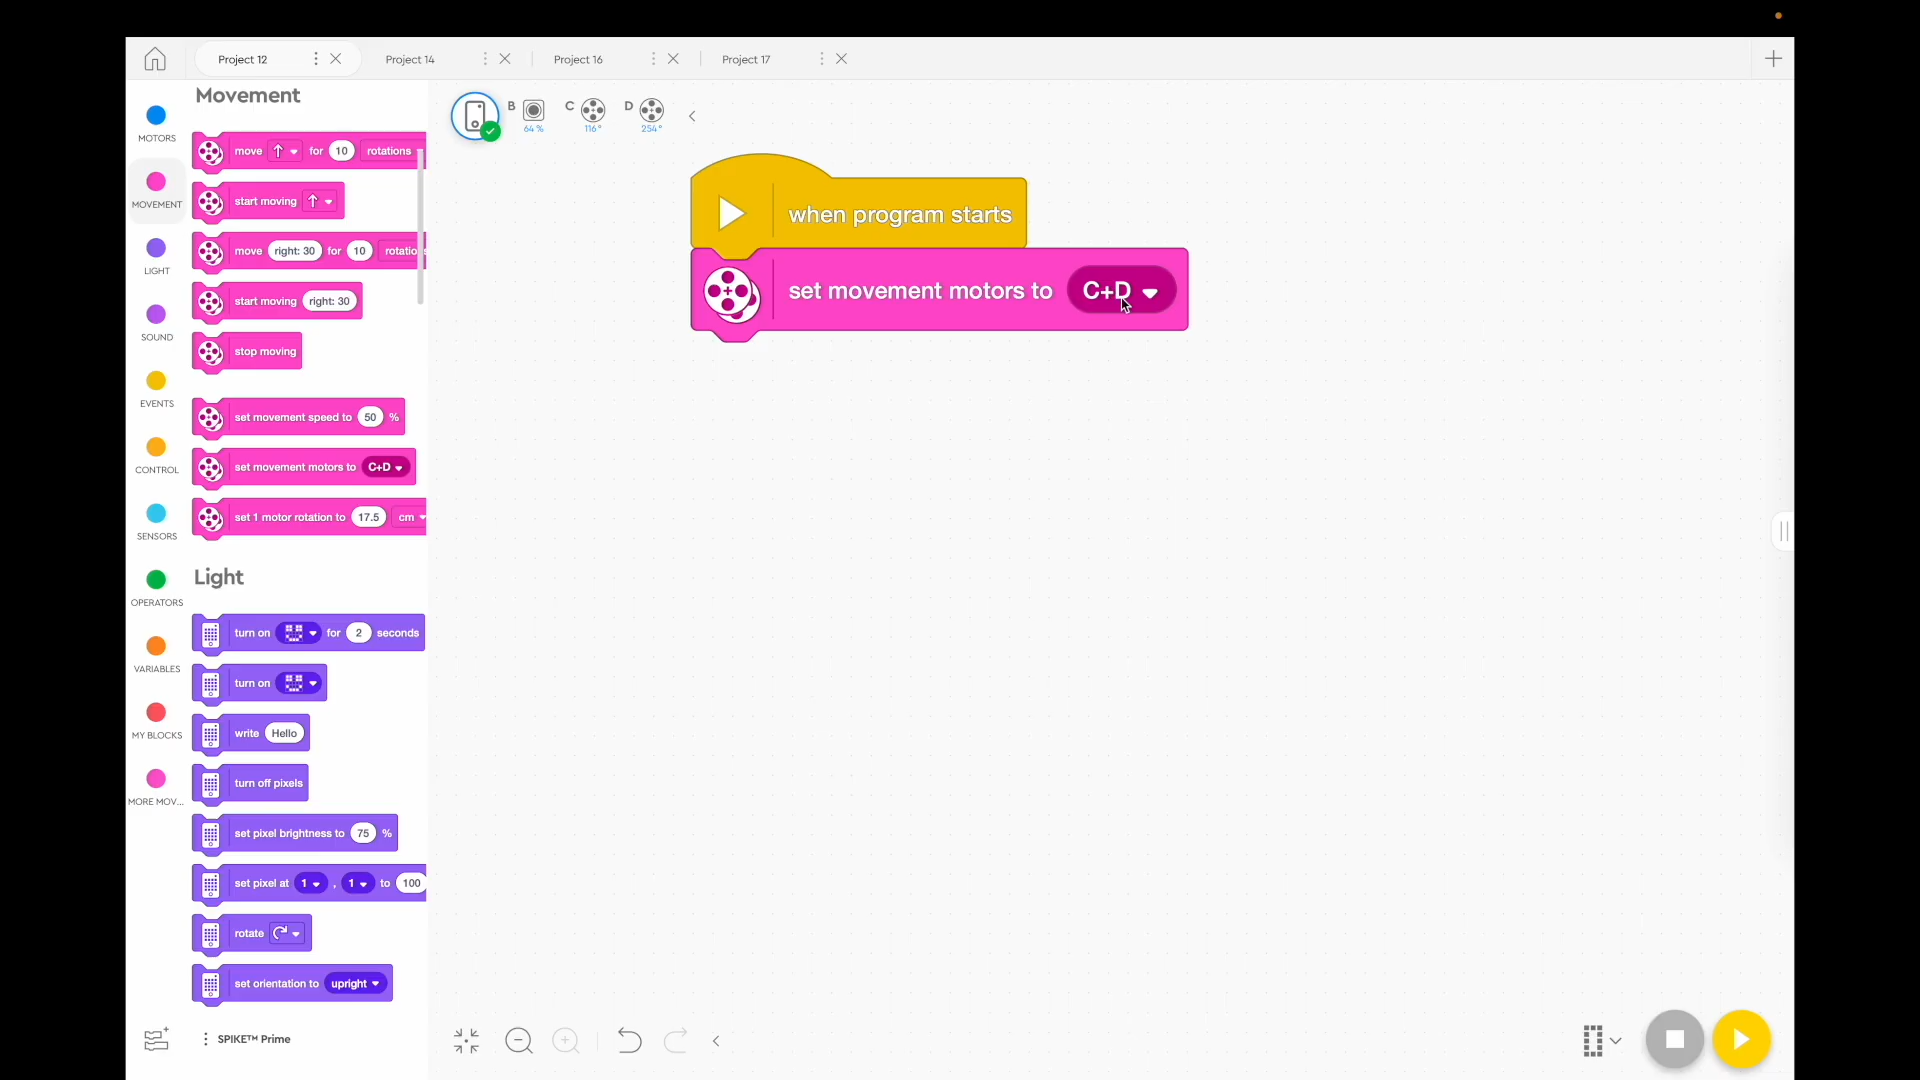 Project 12
Project 14
Project 16
Project 17
MOTORS
MOVEMENT
LIGHT
SOUND
EVENTS
CONTROL
SENSORS
OPERATORS
VARIABLES
MY BLOCKS
MORE MOV...
Movement
move for 10 rotations
start moving
move right: 30 for 10 rotation
start moving right: 30
stop moving
set movement speed to 50 %
set movement motors to C+D
set 1 motor rotation to 17.5 cm
Light
turn on for 2 seconds
turn on
write Hello
turn off pixels
set pixel brightness to 75 %
set pixel at 1 , 1 to 100
rotate
set orientation to upright
SPIKE™ Prime
B 64 %
C 116°
D 254°
when program starts
set movement motors to C+D